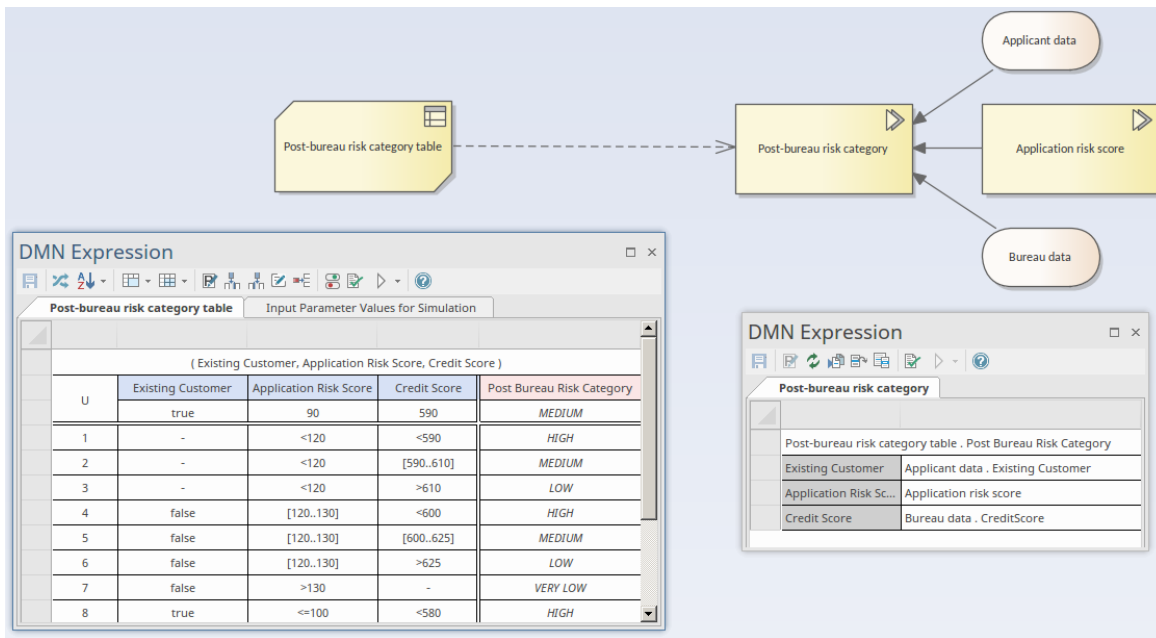 Applicant data
Post-bureau risk category table
Post-bureau risk category
Application risk score
Bureau data
DMN Expression
Post-bureau risk category table Input Parameter Values for Simulation
( Existing Customer, Application Risk Score, Credit Score )
U Existing Customer Application Risk Score Credit Score Post Bureau Risk Category
true 90 590 MEDIUM
1 - <120 <590 HIGH
2 - <120 [590..610] MEDIUM
3 - <120 >610 LOW
4 false [120..130] <600 HIGH
5 false [120..130] [600..625] MEDIUM
6 false [120..130] >625 LOW
7 false >130 - VERY LOW
8 true <=100 <580 HIGH
DMN Expression
Post-bureau risk category
Post-bureau risk category table . Post Bureau Risk Category
Existing Customer Applicant data . Existing Customer
Application Risk Sc... Application risk score
Credit Score Bureau data . CreditScore